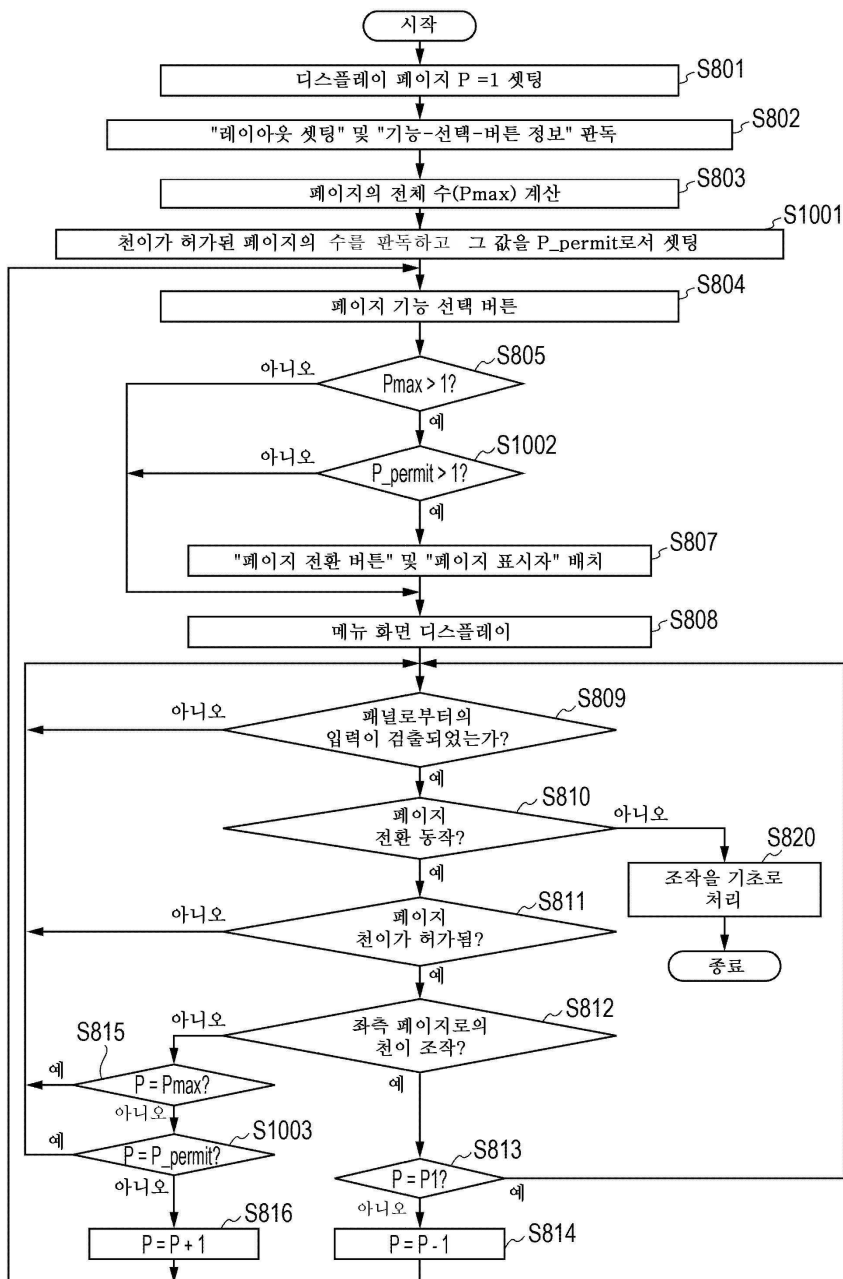 시작
디스플레이 페이지 P =1 셋팅
S801
"레이아웃 셋팅" 및 "기능-선택-버튼 정보" 판독
S802
페이지의 전체 수(Pmax) 계산
S803
천이가 허가된 페이지의 수를 판독하고 그 값을 P_permit로서 셋팅
S1001
페이지 기능 선택 버튼
S804
Pmax > 1?
S805
아니오
예
P_permit > 1?
S1002
아니오
예
"페이지 전환 버튼" 및 "페이지 표시자" 배치
S807
메뉴 화면 디스플레이
S808
패널로부터의
입력이 검출되었는가?
S809
아니오
예
페이지
전환 동작?
S810
아니오
예
조작을 기초로
처리
S820
종료
페이지
천이가 허가됨?
S811
아니오
예
좌측 페이지로의
천이 조작?
S812
아니오
예
P = Pmax?
S815
예
아니오
P = P_permit?
S1003
예
아니오
P = P1?
S813
예
아니오
P = P + 1
S816
P = P - 1
S814